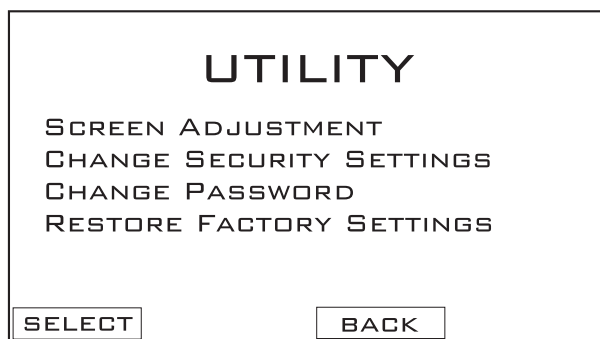 UTILITY
SCREEN ADJUSTMENT
CHANGE SECURITY SETTINGS
CHANGE PASSWORD
RESTORE FACTORY SETTINGS
SELECT BACK